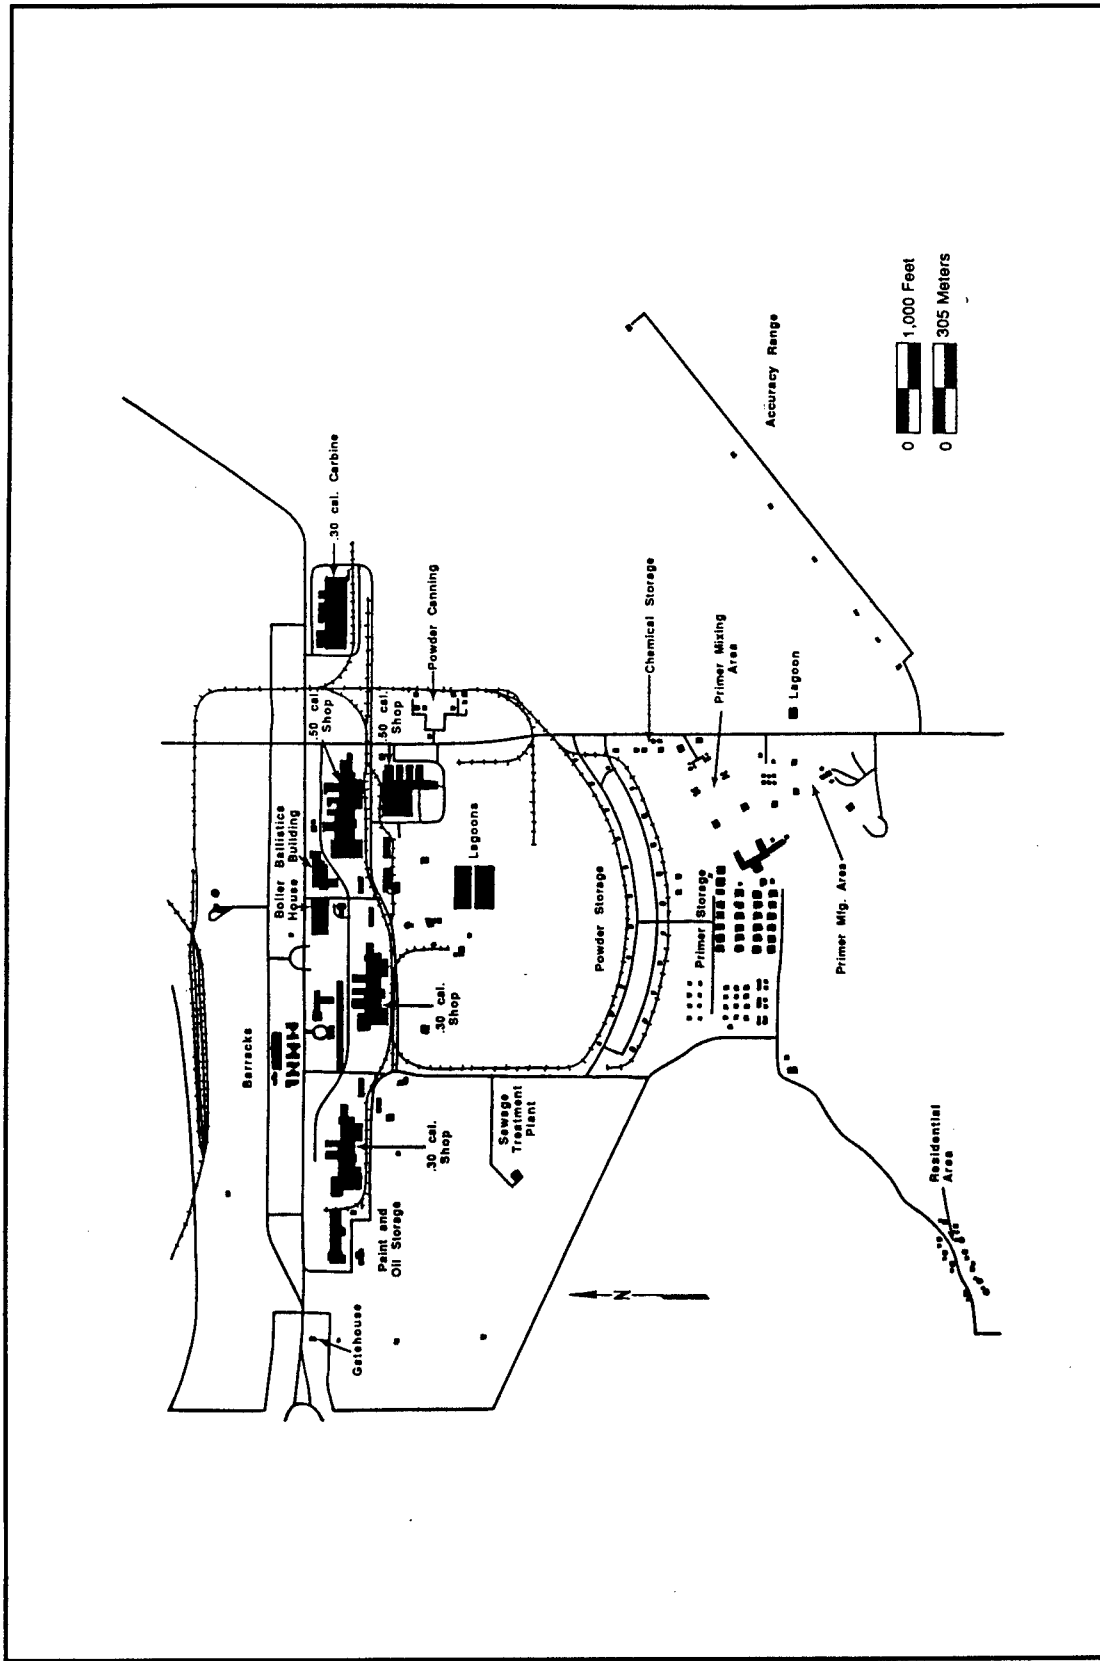 Barracks
Boiler
House
Ballistics
Building
.50 cal.
Shop
.50 cal.
Shop
.30 cal. Carbine
Powder Canning
Gatehouse
Paint and
Oil Storage
.30 cal.
Shop
.30 cal.
Shop
Lagoons
Sewage
Treatment
Plant
N
Powder Storage
Chemical Storage
Primer Storage
Primer Mixing
Area
Lagoon
Primer Mfg. Area
Accuracy Range
Residential
Area
0 1,000 Feet
0 305 Meters